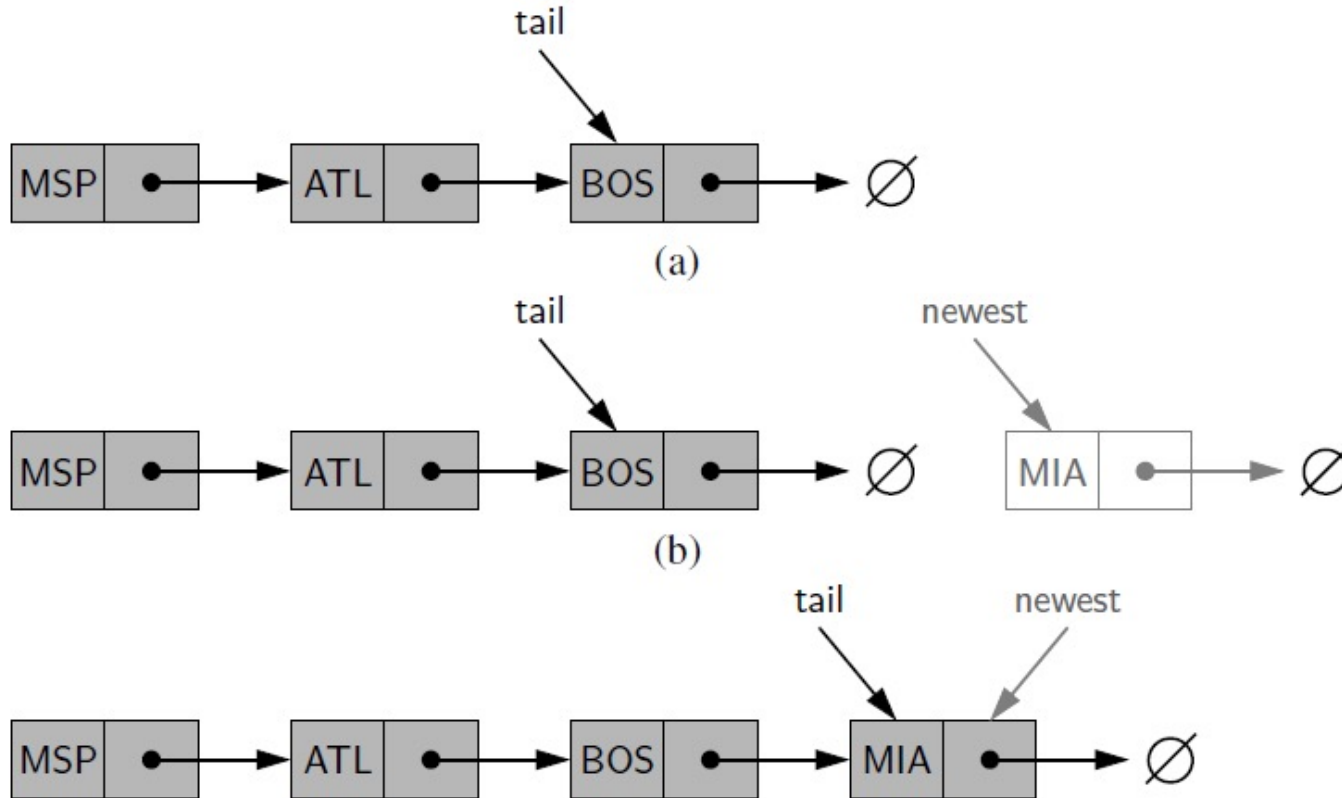 tail
MSP ATL BOS ∅
(a)
tail newest
MSP ATL BOS ∅ MIA ∅
(b)
tail newest
MSP ATL BOS MIA ∅